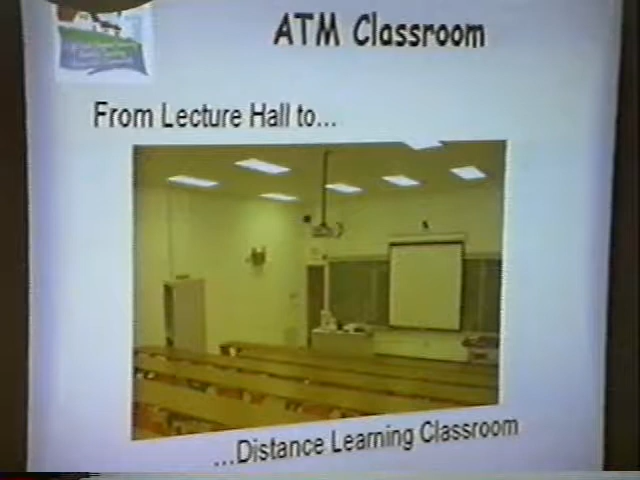 ATM Classroom
From Lecture Hall to...
...Distance Learning Classroom